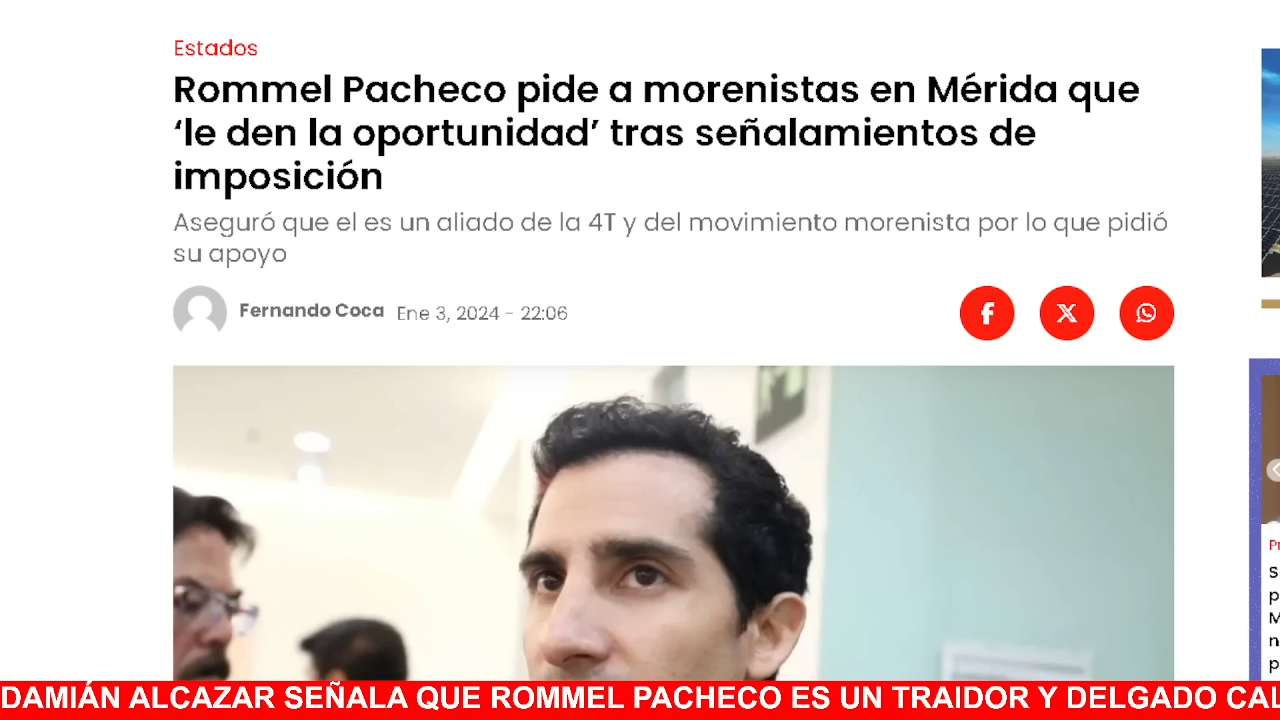 Estados
Rommel Pacheco pide a morenistas en Mérida que
‘le den la oportunidad’ tras señalamientos de
imposición
Aseguró que el es un aliado de la 4T y del movimiento morenista por lo que pidió
su apoyo
Fernando Coca Ene 3, 2024 - 22:06
DAMIÁN ALCAZAR SEÑALA QUE ROMMEL PACHECO ES UN TRAIDOR Y DELGADO CAL